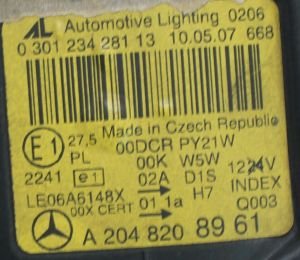 AL Automotive Lighting 0206
0 301 234 281 13 10.05.07 668
Made in Czech Republic
E1 27,5 00DCR PY21W
PL 00K W5W 1224V
2241 e1 02A D1S INDEX
LE06A6148X → H7 Q003
00X CERT 01 1a
A 204 820 89 61